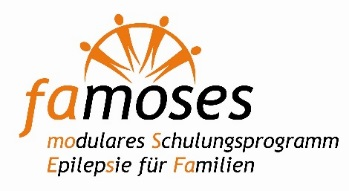 famoses
modulares Schulungsprogramm
Epilepsie für Familien